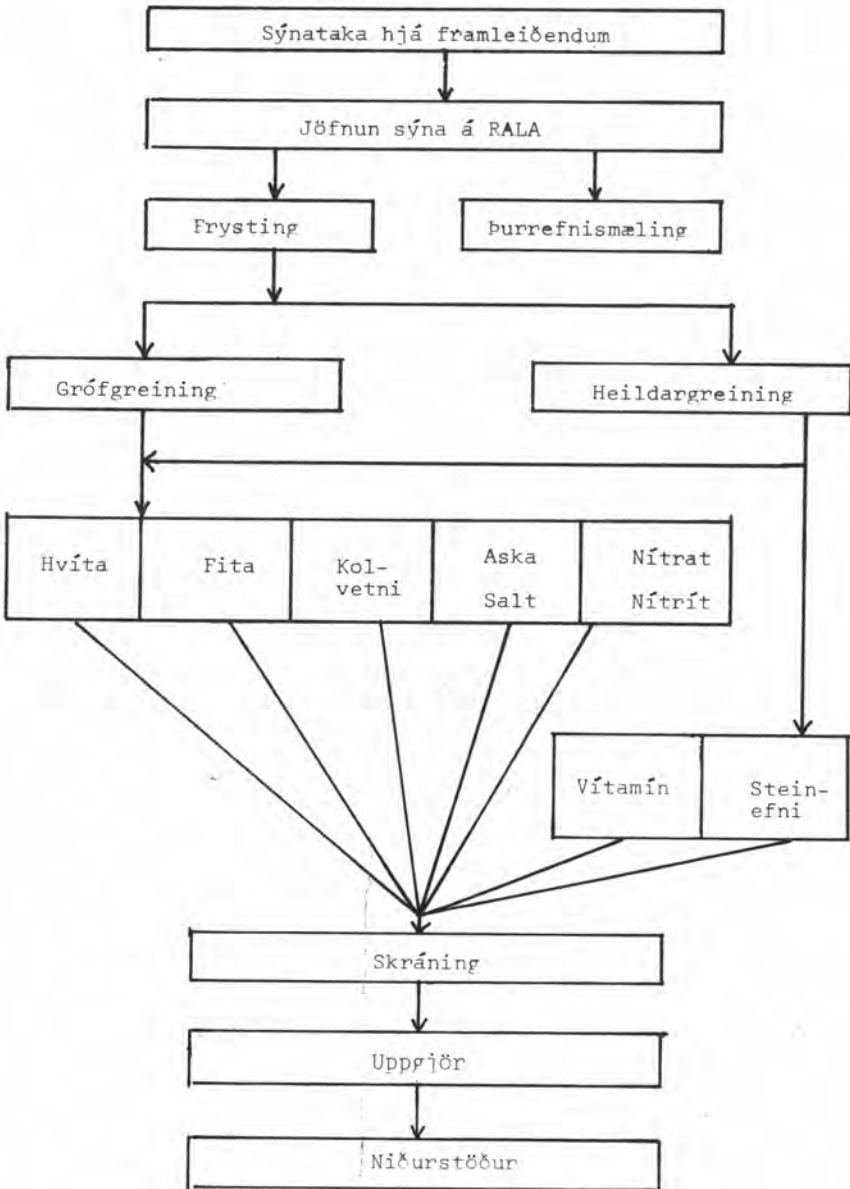 Sýnataka hjá framleiðendum
Jöfnun sýna á RALA
Frysting
Þurrefnismæling
Grófgreining
Heildargreining
Hvíta
Fita
Kol-
vetni
Aska
Salt
Nítrat
Nítrít
Vítamín
Stein-
efni
Skráning
Uppgjör
Niðurstöður